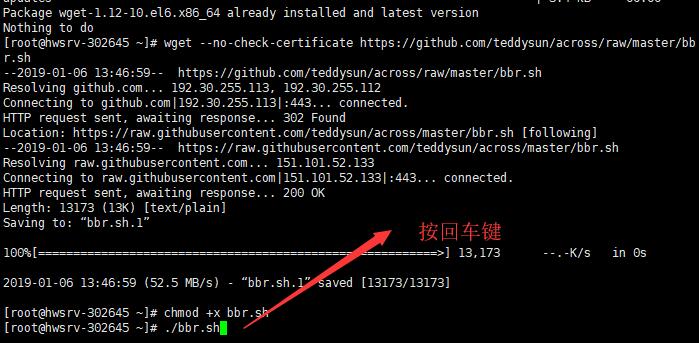 Package wget-1.12-10.el6.x86_64 already installed and latest version
Nothing to do
[root@hwsrv-302645 ~]# wget --no-check-certificate https://github.com/teddysun/across/raw/master/bb
r.sh
--2019-01-06 13:46:59--  https://github.com/teddysun/across/raw/master/bbr.sh
Resolving github.com... 192.30.255.113, 192.30.255.112
Connecting to github.com|192.30.255.113|:443... connected.
HTTP request sent, awaiting response... 302 Found
Location: https://raw.githubusercontent.com/teddysun/across/master/bbr.sh [following]
--2019-01-06 13:46:59--  https://raw.githubusercontent.com/teddysun/across/master/bbr.sh
Resolving raw.githubusercontent.com... 151.101.52.133
Connecting to raw.githubusercontent.com|151.101.52.133|:443... connected.
HTTP request sent, awaiting response... 200 OK
Length: 13173 (13K) [text/plain]
Saving to: “bbr.sh.1”
按回车键
100%[=========================================================>] 13,173      --.-K/s   in 0s
2019-01-06 13:46:59 (52.5 MB/s) - “bbr.sh.1” saved [13173/13173]
[root@hwsrv-302645 ~]# chmod +x bbr.sh
[root@hwsrv-302645 ~]# ./bbr.sh